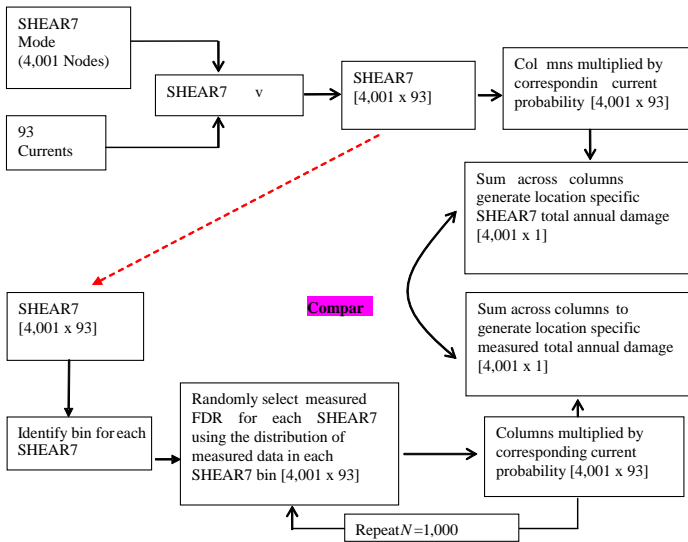 SHEAR7
Mode
(4,001 Nodes)
93
Currents
SHEAR7 v
SHEAR7
[4,001 x 93]
Col mns multiplied by
correspondin current
probability [4,001 x 93]
Sum across columns
generate location specific
SHEAR7 total annual damage
[4,001 x 1]
Compar
SHEAR7
[4,001 x 93]
Sum across columns to
generate location specific
measured total annual damage
[4,001 x 1]
Identify bin for each
SHEAR7
Randomly select measured
FDR for each SHEAR7
using the distribution of
measured data in each
SHEAR7 bin [4,001 x 93]
Columns multiplied by
corresponding current
probability [4,001 x 93]
Repeat N =1,000